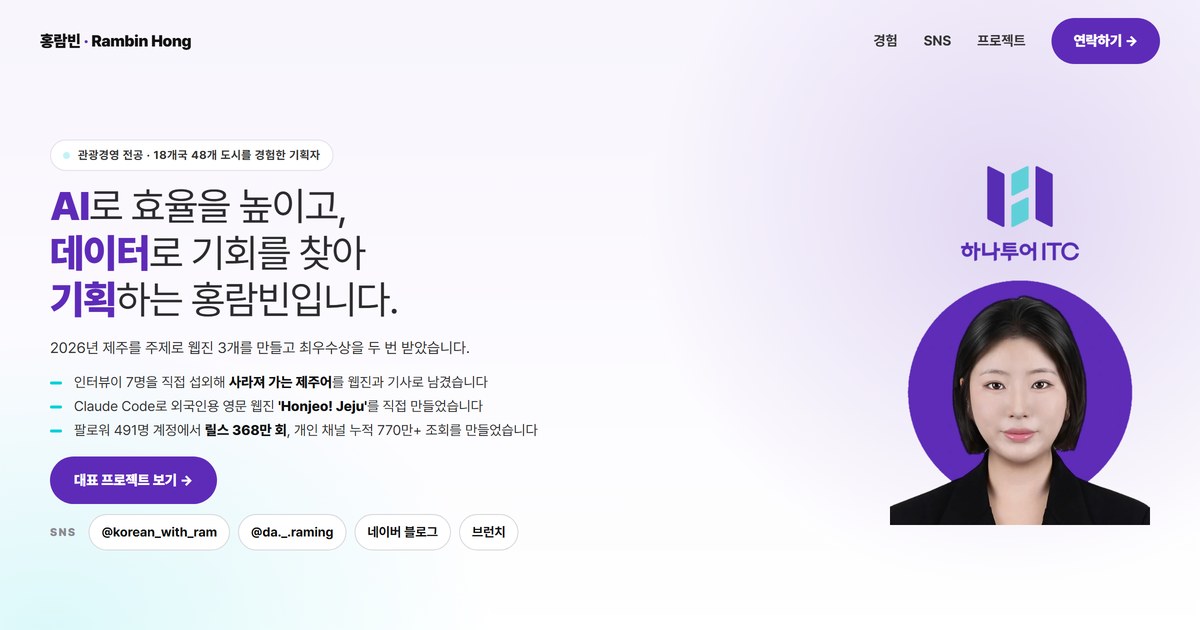 홍람빈 · Rambin Hong
경험 SNS 프로젝트 연락하기 →
관광경영 전공 · 18개국 48개 도시를 경험한 기획자
AI로 효율을 높이고,
데이터로 기회를 찾아
기획하는 홍람빈입니다.
2026년 제주를 주제로 웹진 3개를 만들고 최우수상을 두 번 받았습니다.
인터뷰이 7명을 직접 섭외해 사라져 가는 제주어를 웹진과 기사로 남겼습니다
Claude Code로 외국인용 영문 웹진 'Honjeo! Jeju'를 직접 만들었습니다
팔로워 491명 계정에서 릴스 368만 회, 개인 채널 누적 770만+ 조회를 만들었습니다
대표 프로젝트 보기 →
SNS @korean_with_ram @da._.raming 네이버 블로그 브런치
하나투어 ITC